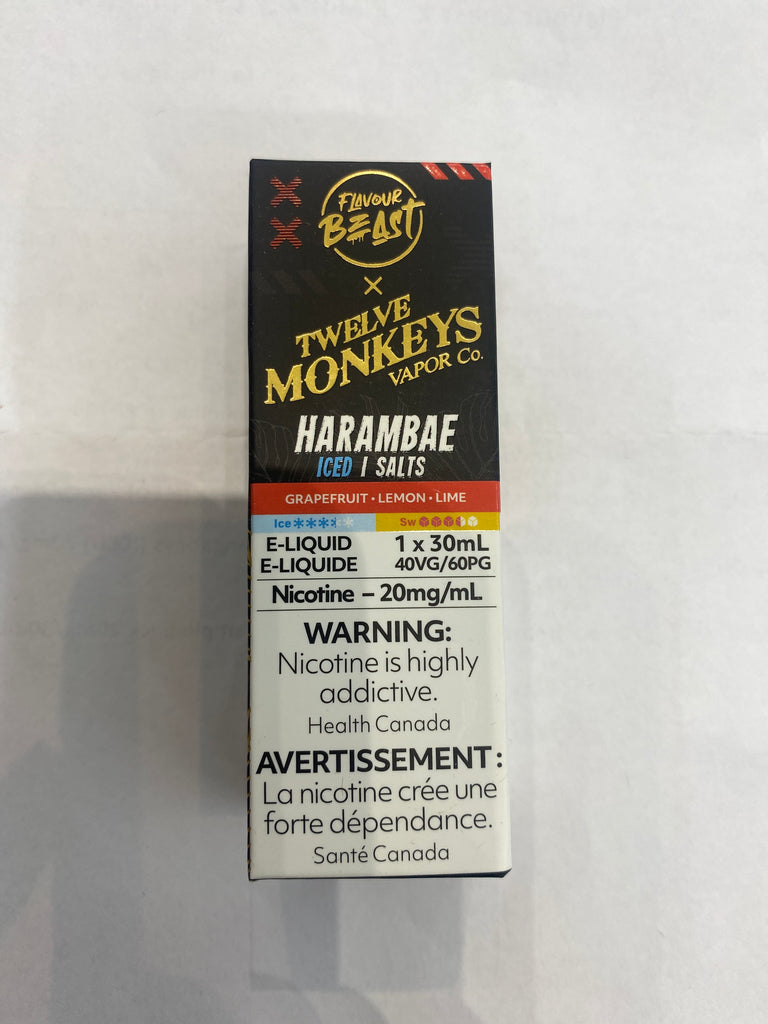 FLAVOUR
BEAST
X
TWELVE
MONKEYS
VAPOR Co.
HARAMBAE
ICED | SALTS
GRAPEFRUIT • LEMON • LIME
Ice Sw
E-LIQUID 1 x 30mL
E-LIQUIDE 40VG/60PG
Nicotine – 20mg/mL
WARNING:
Nicotine is highly
addictive.
Health Canada
AVERTISSEMENT :
La nicotine crée une
forte dépendance.
Santé Canada